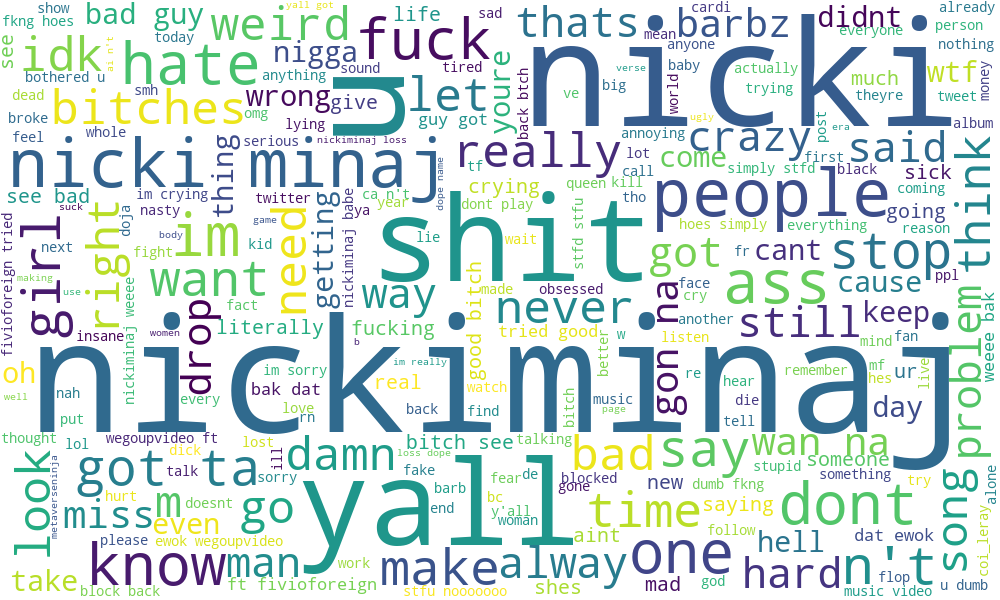 show
fkng hoes
bad guy
yall got
weird
life
sad
cardi
barbz
didnt
already
person
everyone
nothing
see
idk
today
hate
bothered u
smh
nigga
anything
sound
tired
fuck
thats
mean
anyone
baby
youre
nicki
world
actually
trying
much
theyre
wtf
tweet
money
dead
broke
bitches
wrong
omg
give
u
let
guy got
verse
ve
big
back btch
ugly
post
era
album
feel
whole
serious
lying
nickiminaj loss
really
annoying
crazy
first
said
nicki minaj
thing
dope name
tf
lot
call
come
simply stfd
black
sick
think
see bad
im crying
twitter
ca n't
year
crying
dont play
queen
kill
tho
people
coming
going
reason
suck
nasty
doja
game
bya
nickiminaj babe
getting
need
im
right
girl
fivioforeign tried
next
body
kid
fight
lie
wait
shit
stfd stfu
hoes simply
everything
got
fr
cant
stop
ppl
want
way
made
obsessed
never
gon na
face
cry
ass
cause
problem
weeee bak
making
use
insane
women
drop
fact
literally
fucking
good bitch
tried good
w
another
still
keep
mind
fan
nickiminaj weeee
nickiminaj
oh
well
nah
put
every
im sorry
bak dat
love
rn
b
real
im really
back
watch
find
better
music
page
bitch
listen
re
hear
die
tell
remember
mf
hes
ur
day
live
thought
lol
wegoupvideo ft
lost
dick
ill
damn
loss dope
bitch see
talking
bad
say
wan na
stupid
someone
something
try
song
alone
look
metaverseninja
got ta
talk
sorry
yall
fake
barb
end
fear
bc
y'all
de
gone
woman
blocked
new
dumb fkng
dont
miss
m
hurt
doesnt
even
go
time
saying
aint
follow
hell
dat ewok
please
ewok wegoupvideo
know
man
work
make
alway
one
god
hard
n't
flop
coi_leray
take
block back
ft fivioforeign
stfu nooooooo
shes
mad
music video
u dumb
ai n't